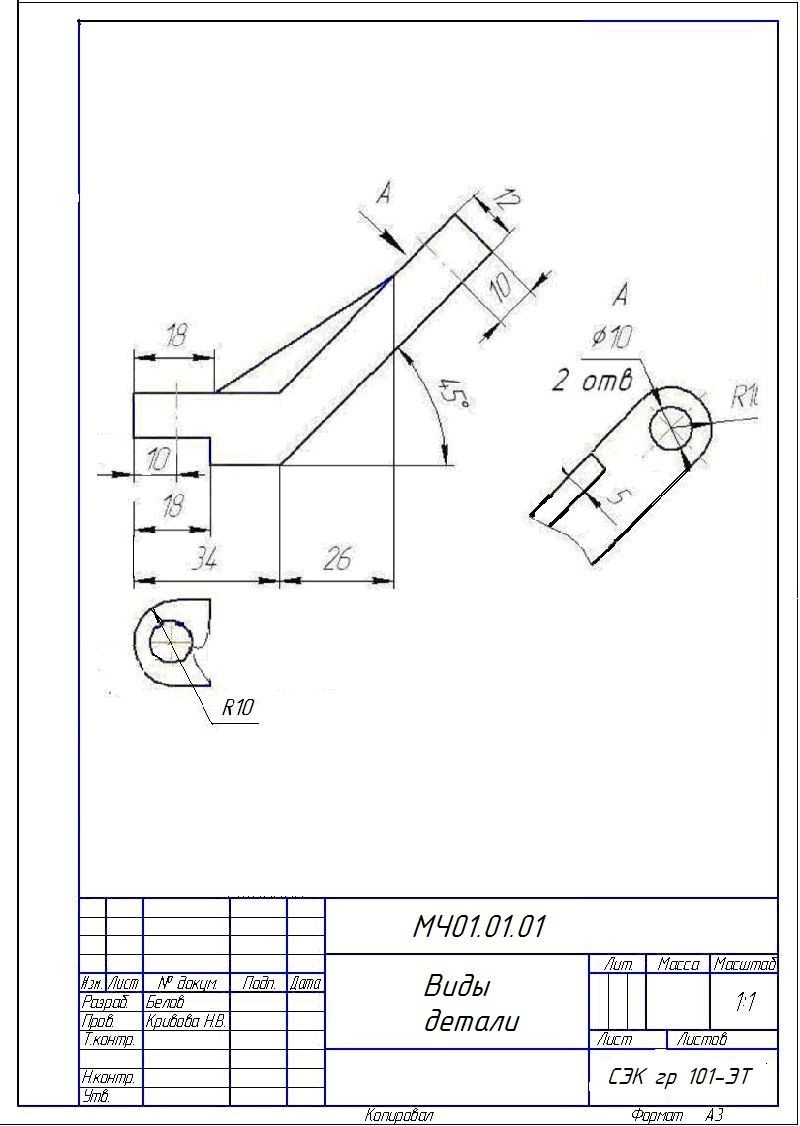 А
12
10
18
45°
10
18
34
26
R10
А
ϕ10
2 отв
5
МЧ01.01.01
Изм. Лист № докум. Подп. Дата
Разраб. Белов
Пров. Кривова Н.В.
Т.контр.
Н.контр.
Утв.
Виды
детали
Лит. Масса Масштаб
1:1
Лист Листов
СЭК гр 101-ЭТ
Копировал Формат А3